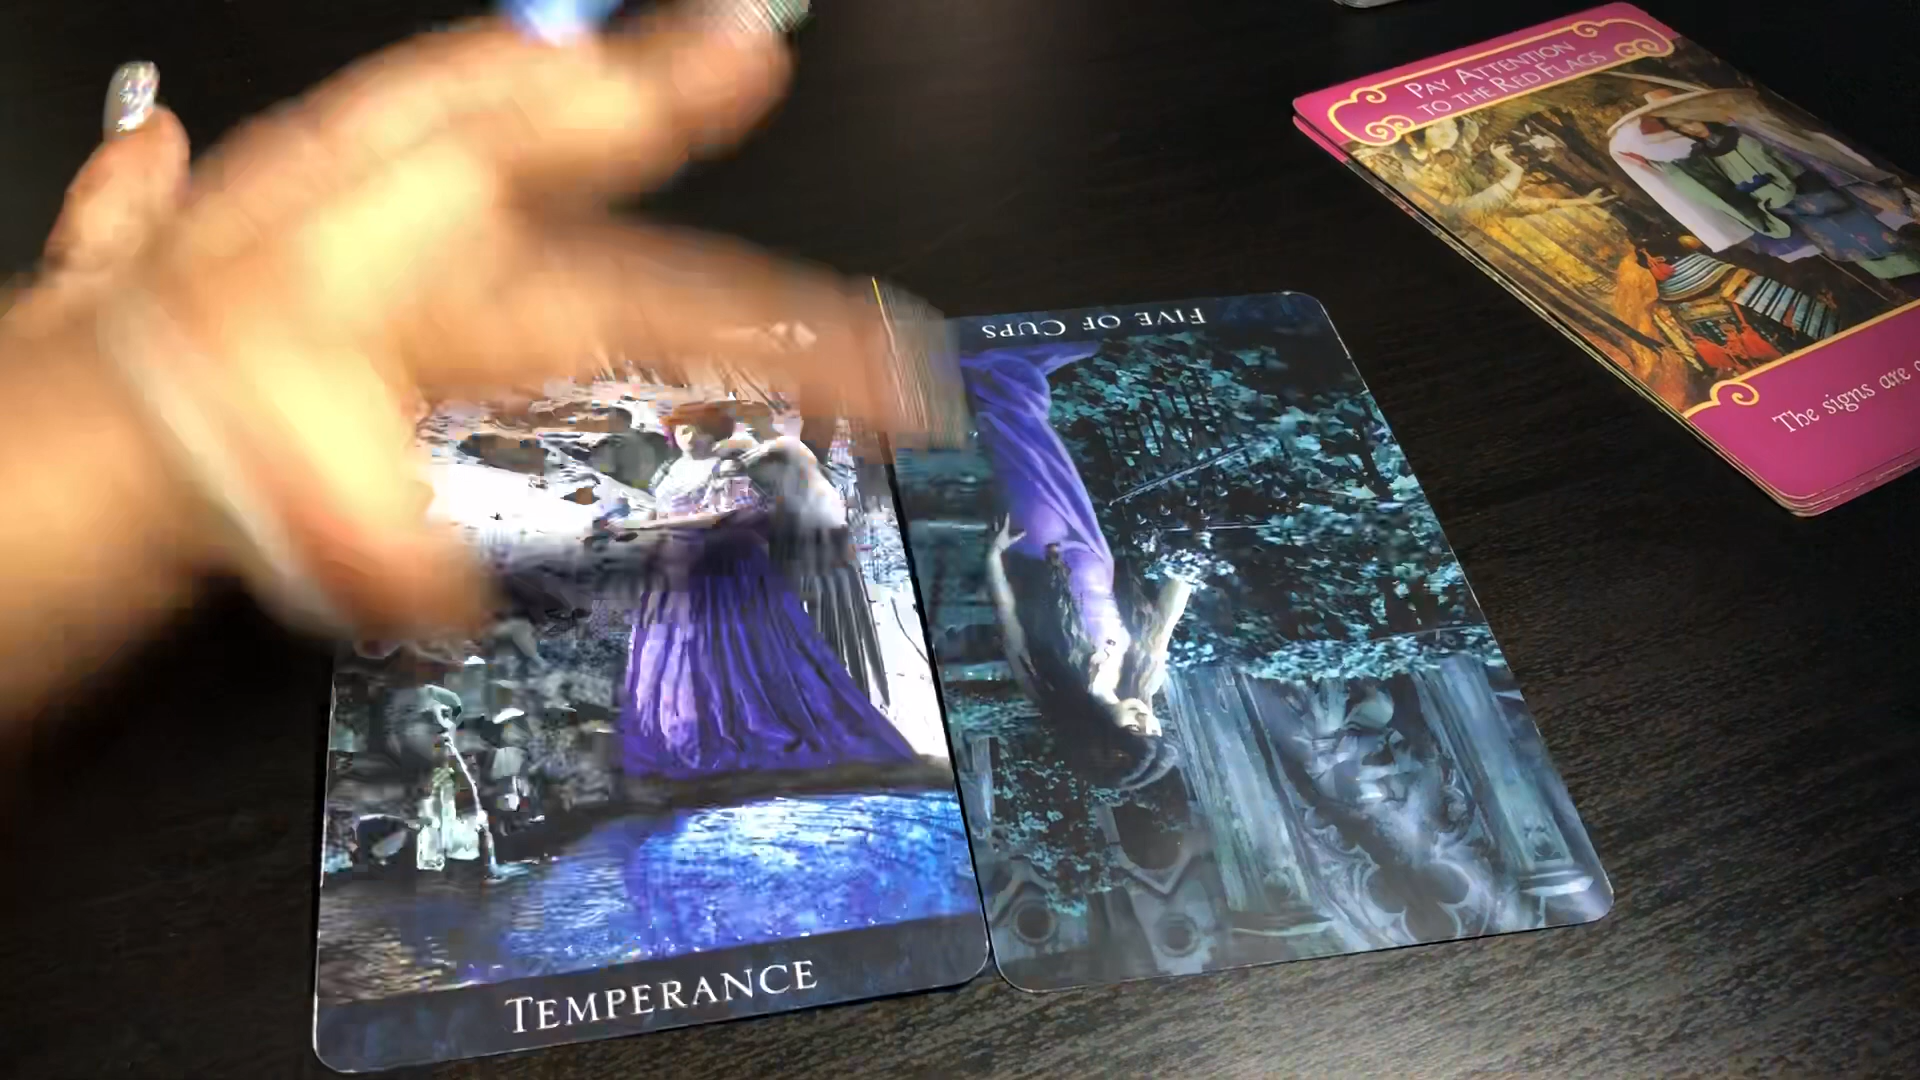 PAY ATTENTION
TO THE RED FLAGS
The signs are
FIVE OF CUPS
TEMPERANCE